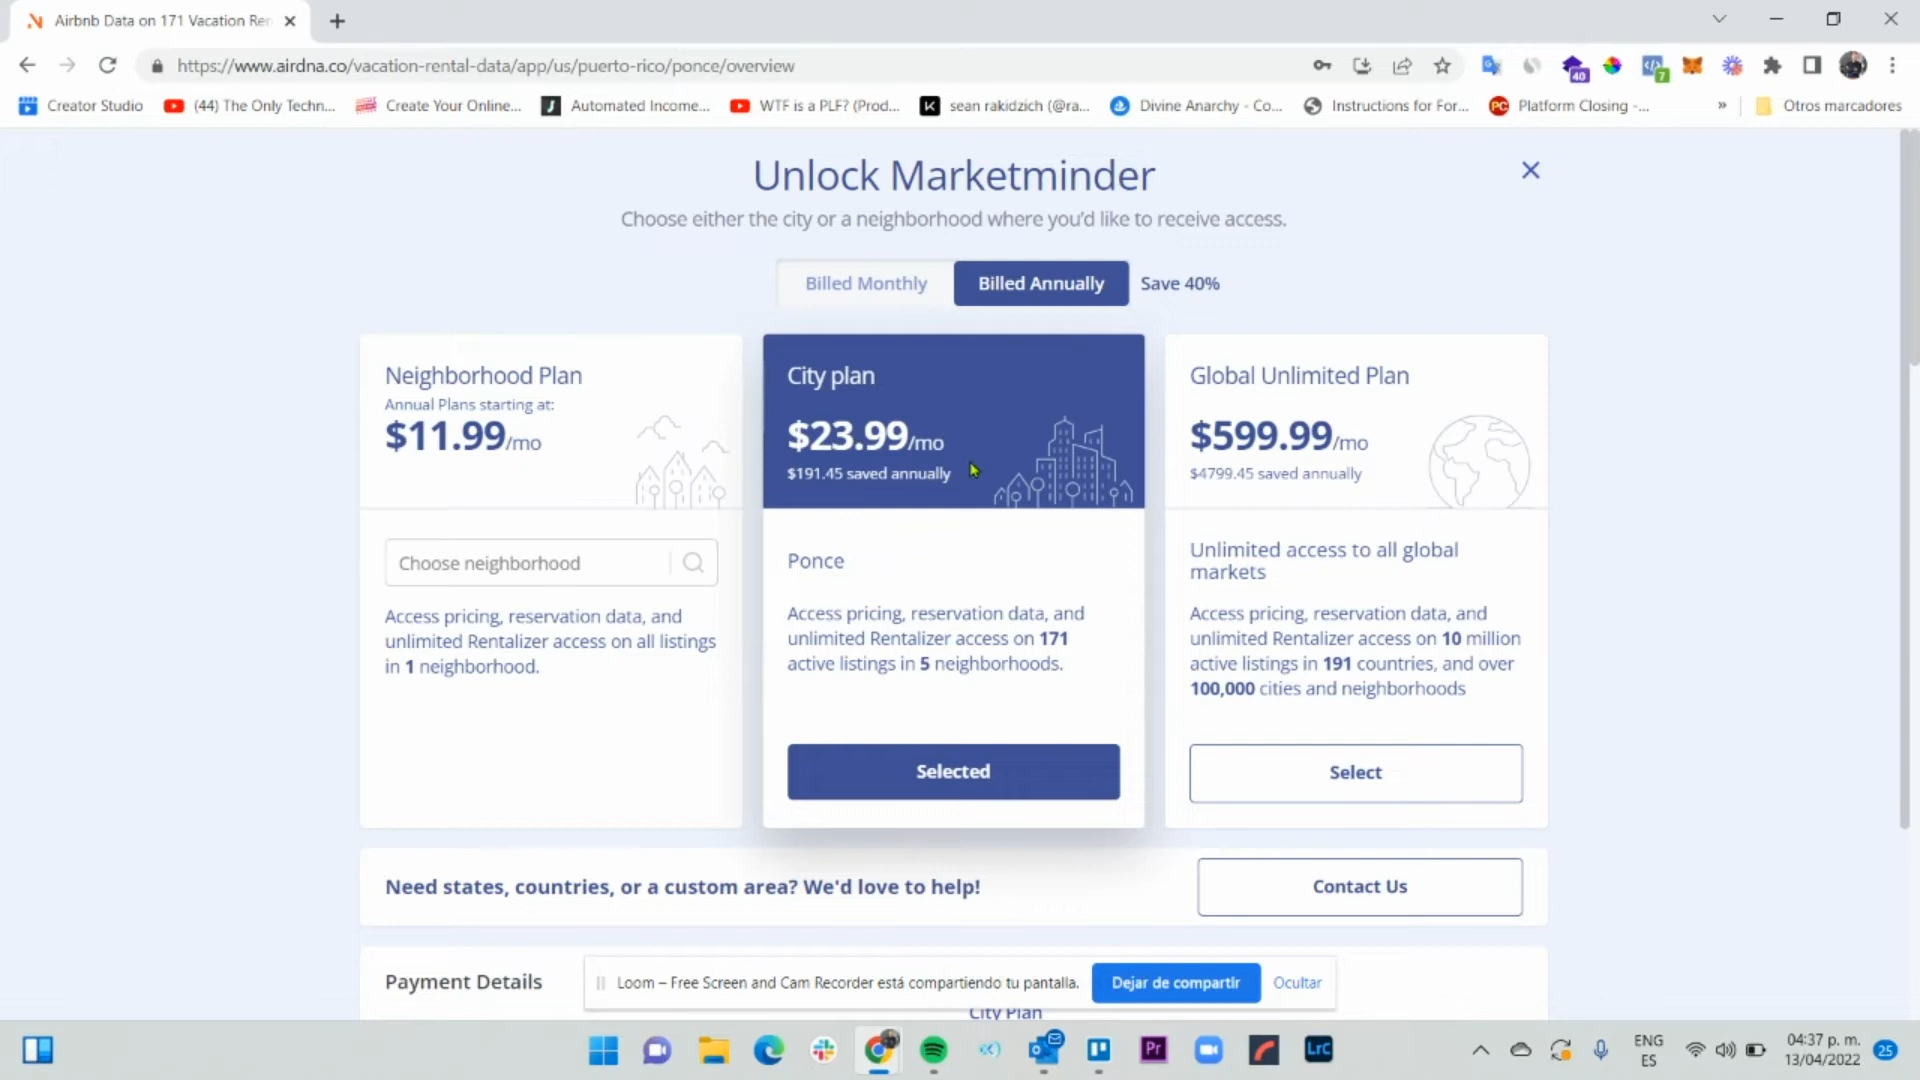 Airbnb Data on 171 Vacation Ren
https://www.airdna.co/vacation-rental-data/app/us/puerto-rico/ponce/overview
40
7
Creator Studio
(44) The Only Techn...
Create Your Online...
Automated Income...
WTF is a PLF? (Prod...
sean rakidzich (@ra...
Divine Anarchy - Co...
Instructions for For...
Platform Closing -...
»
Otros marcadores
Unlock Marketminder
Choose either the city or a neighborhood where you'd like to receive access.
Billed Monthly
Billed Annually
Save 40%
Neighborhood Plan
Annual Plans starting at:
$11.99/mo
Choose neighborhood
Access pricing, reservation data, and
unlimited Rentalizer access on all listings
in 1 neighborhood.
City plan
$23.99/mo
$191.45 saved annually
Ponce
Access pricing, reservation data, and
unlimited Rentalizer access on 171
active listings in 5 neighborhoods.
Selected
Global Unlimited Plan
$599.99/mo
$4799.45 saved annually
Unlimited access to all global
markets
Access pricing, reservation data, and
unlimited Rentalizer access on 10 million
active listings in 191 countries, and over
100,000 cities and neighborhoods
Select
Need states, countries, or a custom area? We'd love to help!
Contact Us
Payment Details
Loom – Free Screen and Cam Recorder está compartiendo tu pantalla.
Dejar de compartir
Ocultar
City Plan
Pr
LrC
ENG
ES
04:37 p. m.
13/04/2022
25